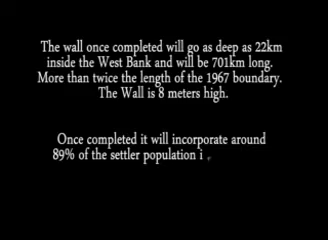 The wall once completed will go as deep as 22km
inside the West Bank and will be 701km long.
More than twice the length of the 1967 boundary.
The Wall is 8 meters high.
Once completed it will incorporate around
89% of the settler population i